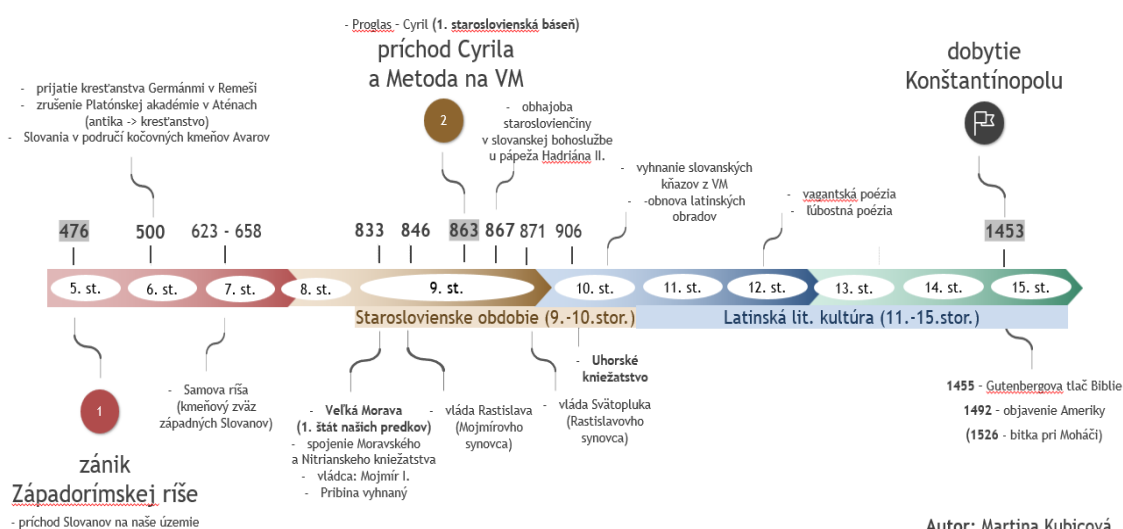 - Proglas – Cyril (1. staroslovienská báseň)
príchod Cyrila
a Metoda na VM
dobytie
Konštantínopolu
- prijatie kresťanstva Germánmi v Remeši
- zrušenie Platónskej akadémie v Aténach
(antika -> kresťanstvo)
- Slovania v područí kočovných kmeňov Avarov
2
- obhajoba
staroslovienčiny
v slovanskej bohoslužbe
u pápeža Hadriána II.
- vyhnanie slovanských
kňazov z VM
- -obnova latinských
obradov
- vagantská poézia
- ľúbostná poézia
476
500
623 - 658
833
846
863
867
871
906
1453
5. st.
6. st.
7. st.
8. st.
9. st.
10. st.
11. st.
12. st.
13. st.
14. st.
15. st.
Staroslovienske obdobie (9.-10.stor.)
Latinská lit. kultúra (11.-15.stor.)
1
zánik
Západorímskej ríše
- príchod Slovanov na naše územie
- Samova ríša
(kmeňový zväz
západných Slovanov)
- Veľká Morava
(1. štát našich predkov)
- spojenie Moravského
a Nitrianskeho kniežatstva
- vládca: Mojmír I.
- Pribina vyhnaný
- vláda Rastislava
(Mojmírovho
synovca)
- Uhorské
kniežatstvo
- vláda Svätopluka
(Rastislavovho
synovca)
1455 - Gutenbergova tlač Biblie
1492 - objavenie Ameriky
(1526 - bitka pri Moháči)
Autor: Martina Kubicová